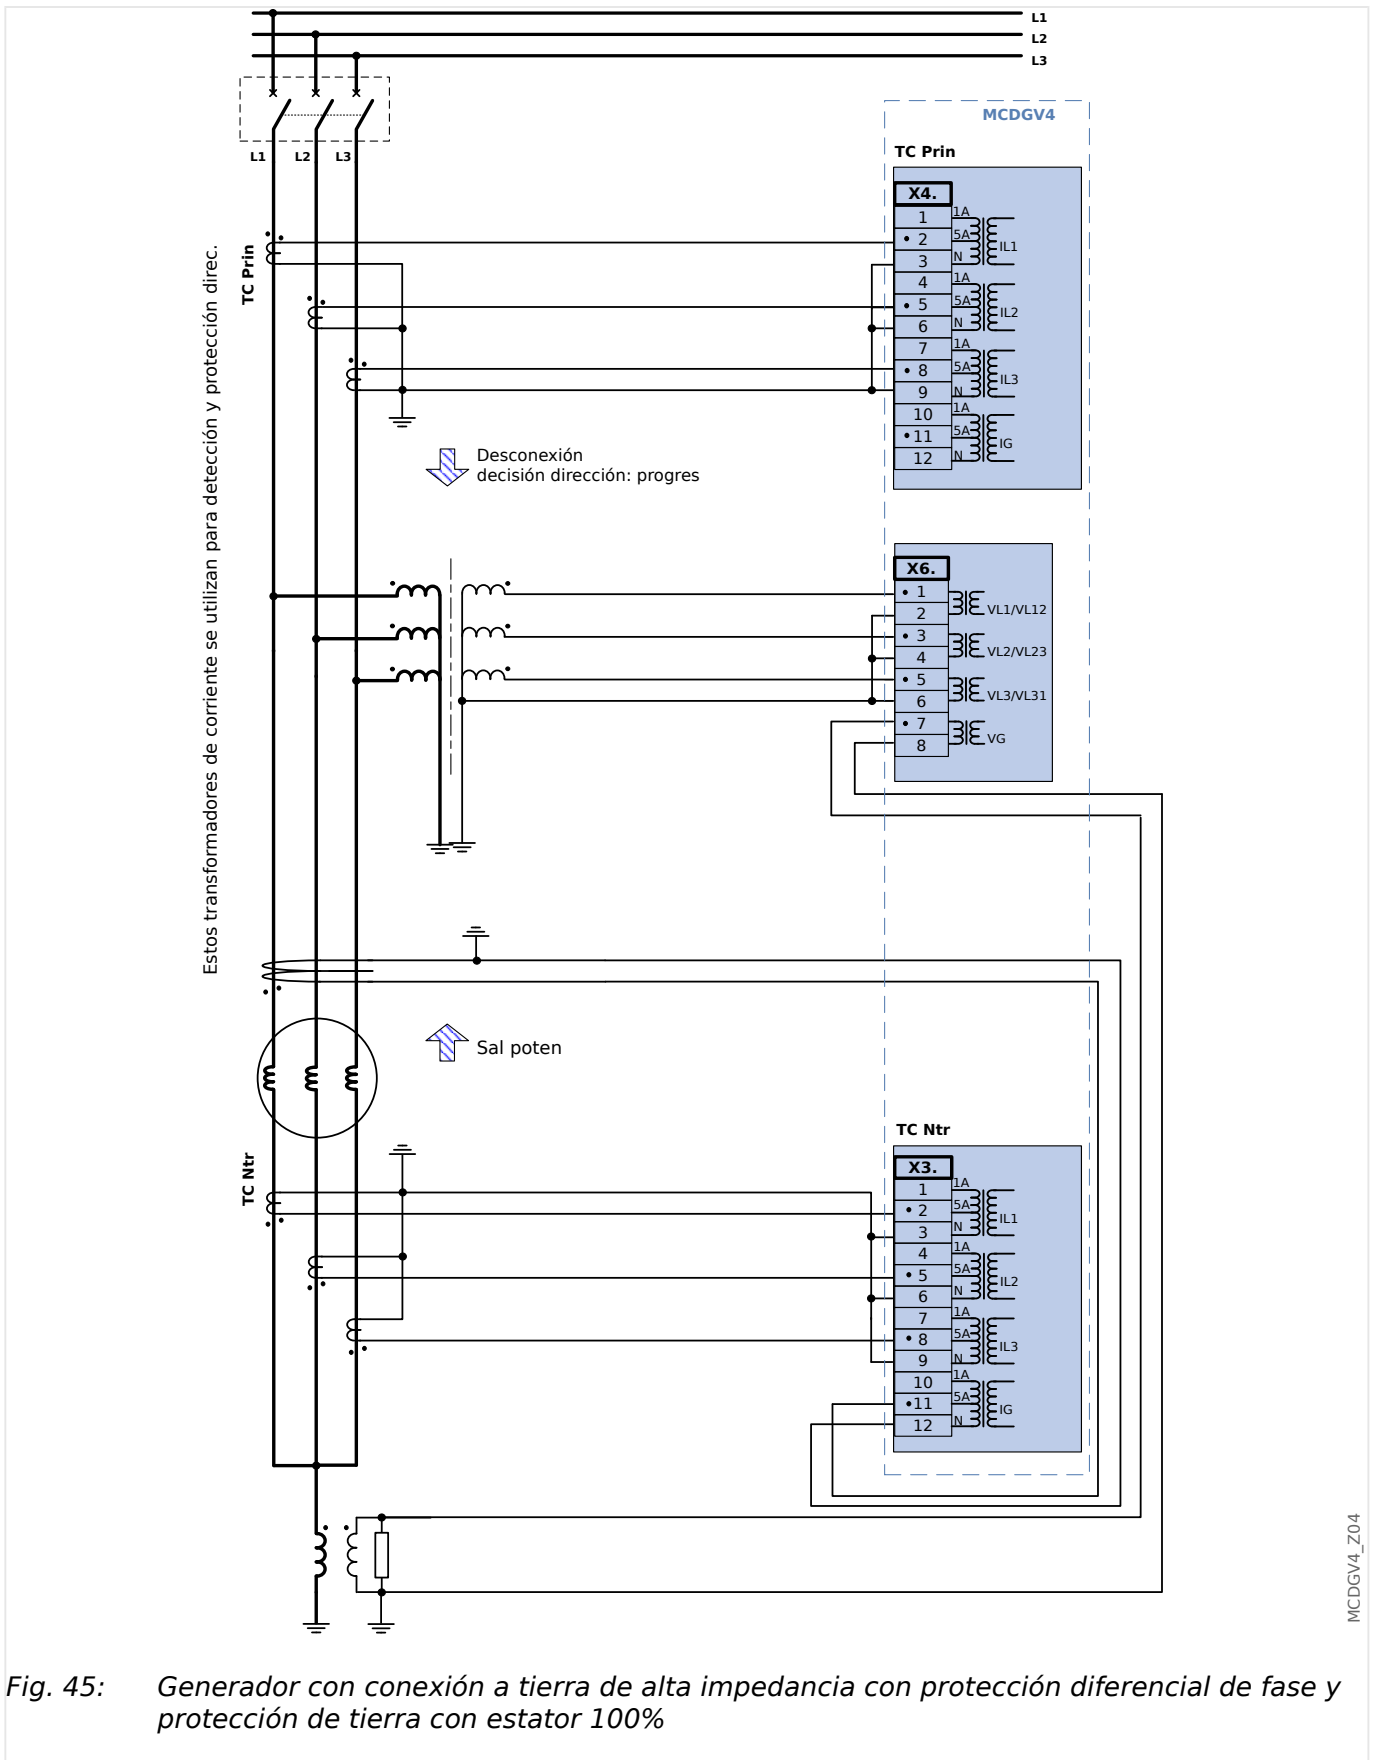 L1
L2
L3
L1
L2
L3
MCDGV4
TC Prin
X4.
1
1A
2
5A
IL1
3
N
4
1A
5
5A
IL2
6
N
7
1A
8
5A
IL3
9
N
10
1A
11
5A
IG
12
N
TC Prin
Estos transformadores de corriente se utilizan para detección y protección direc.
Desconexión
decisión dirección: progres
X6.
1
VL1/VL12
2
3
VL2/VL23
4
5
VL3/VL31
6
7
VG
8
Sal poten
TC Ntr
TC Ntr
X3.
1
1A
2
5A
IL1
3
N
4
1A
5
5A
IL2
6
N
7
1A
8
5A
IL3
9
N
10
1A
11
5A
IG
12
N
MCDGV4_Z04
Fig. 45: Generador con conexión a tierra de alta impedancia con protección diferencial de fase y
protección de tierra con estator 100%